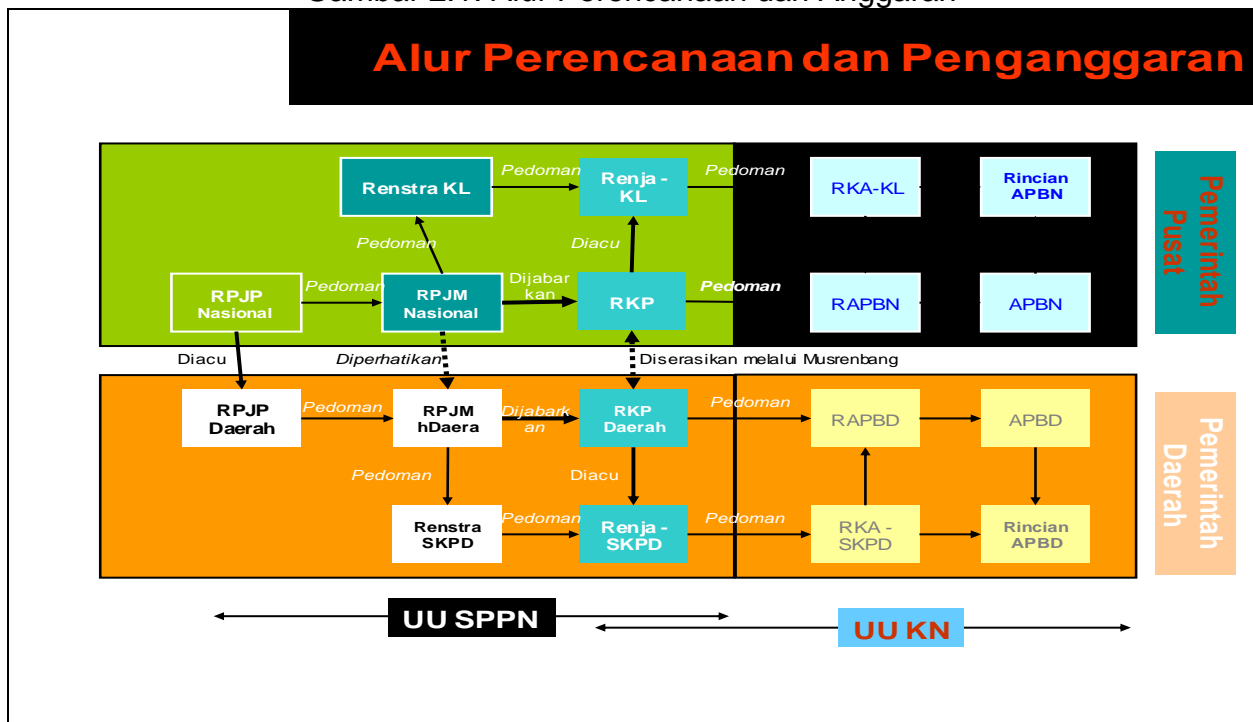 Alur Perencanaan dan Penganggaran
Pedoman
Pedoman
Renstra KL
Renja -
KL
RKA-KL
Rincian
APBN
Pemerintah
Pusat
Pedoman
Diacu
Pedoman
Dijabar
kan
Pedoman
RPJP
Nasional
RPJM
Nasional
RKP
RAPBN
APBN
Diacu
Diperhatikan
Diserasikan melalui Musrenbang
Pedoman
Dijabark
an
Pedoman
RPJP
Daerah
RPJM
hDaera
RKP
Daerah
RAPBD
APBD
Pemerintah
Daerah
Pedoman
Diacu
Pedoman
Pedoman
Renstra
SKPD
Renja -
SKPD
RKA -
SKPD
Rincian
APBD
UU SPPN
UU KN